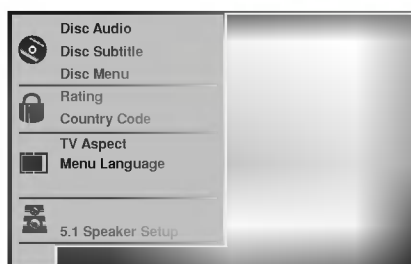 Disc Audio
Disc Subtitle
Disc Menu
Rating
Country Code
TV Aspect
Menu Language
5.1 Speaker Setup